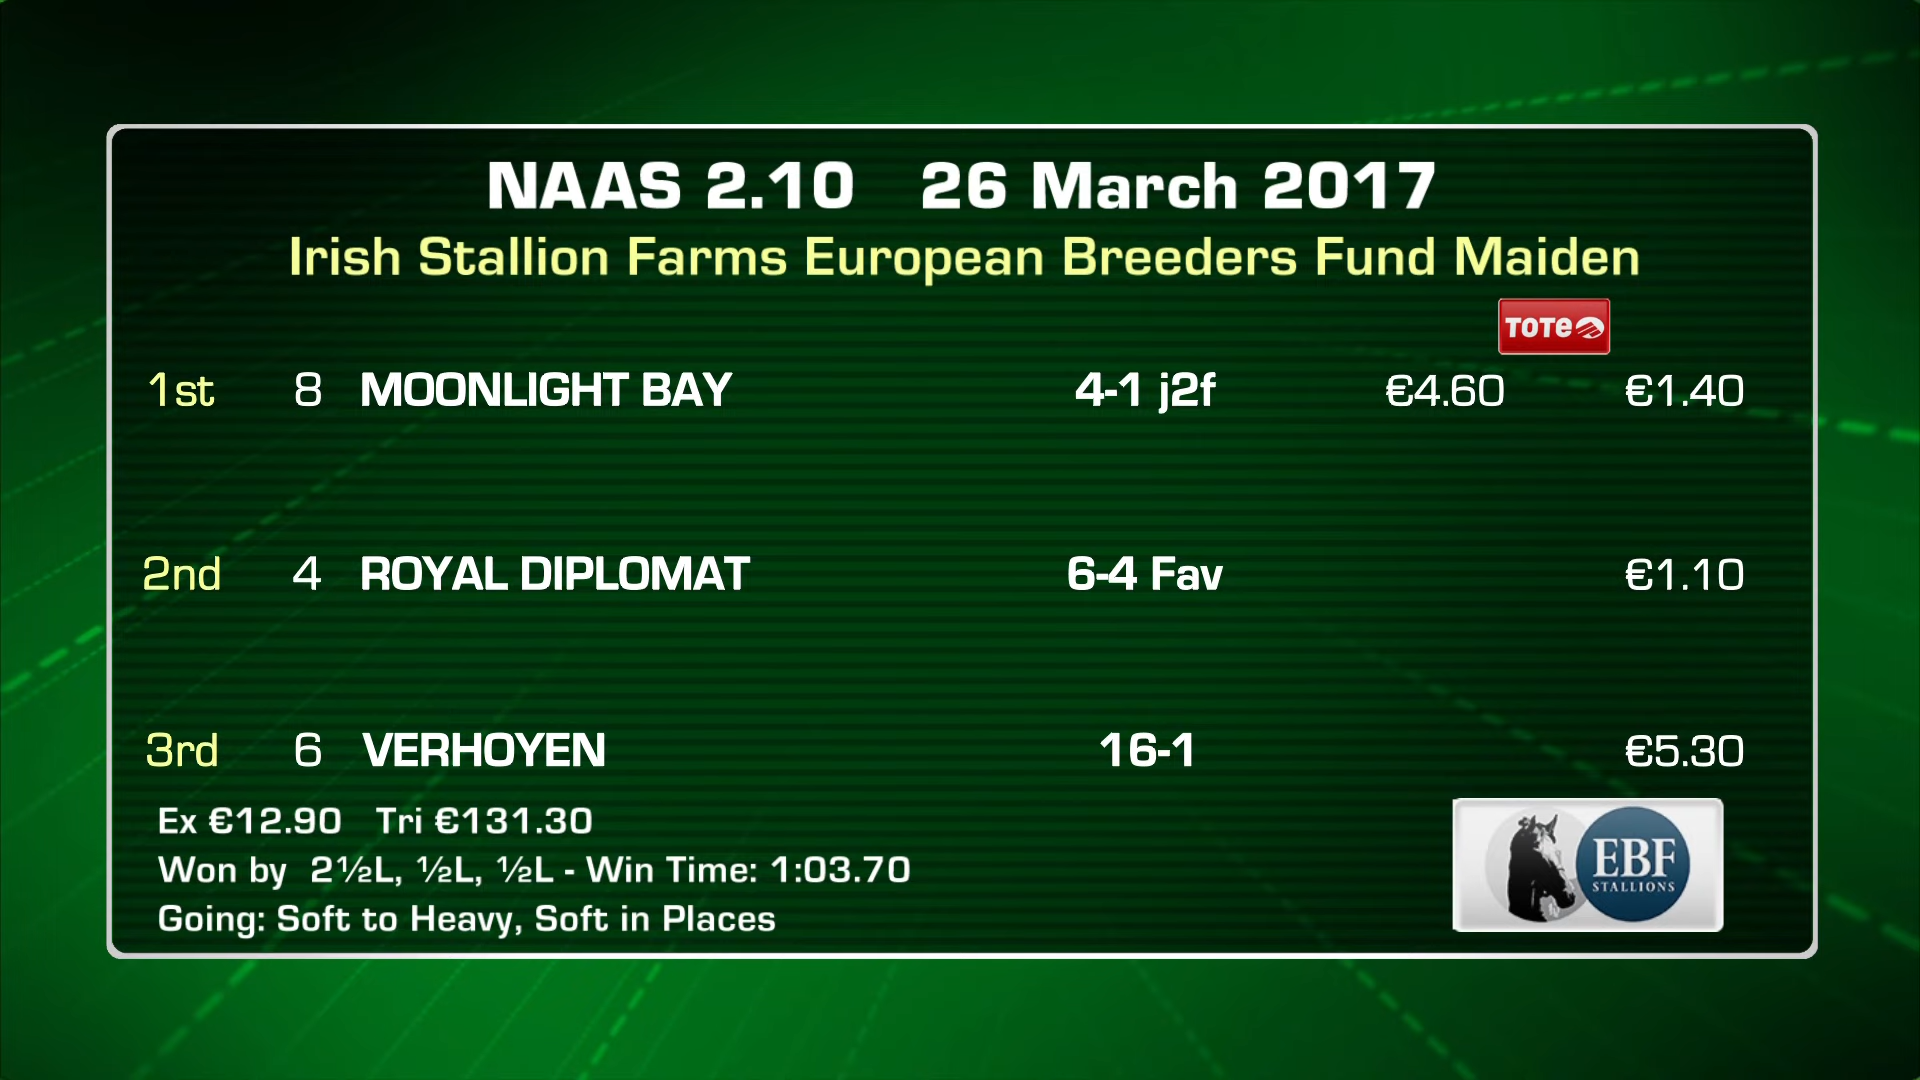 NAAS 2.10 26 March 2017
Irish Stallion Farms European Breeders Fund Maiden
TOTE
1st 8 MOONLIGHT BAY 4-1 j2f €4.60 €1.40
2nd 4 ROYAL DIPLOMAT 6-4 Fav €1.10
3rd 6 VERHOYEN 16-1 €5.30
Ex €12.90 Tri €131.30
Won by 2½L, ½L, ½L - Win Time: 1:03.70
Going: Soft to Heavy, Soft in Places
EBF
STALLIONS